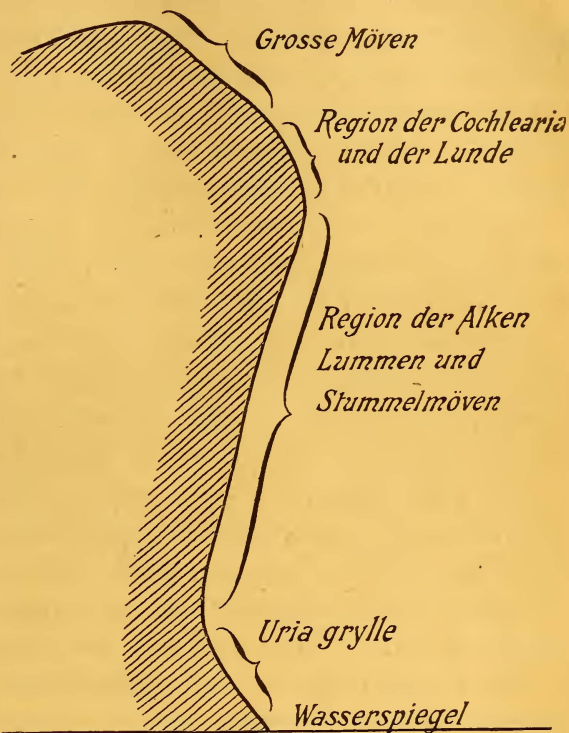 Grosse Möven
Region der Cochlearia
und der Lunde
Region der Alken
Lummen und
Stummelmöven
Uria grylle
Wasserspiegel